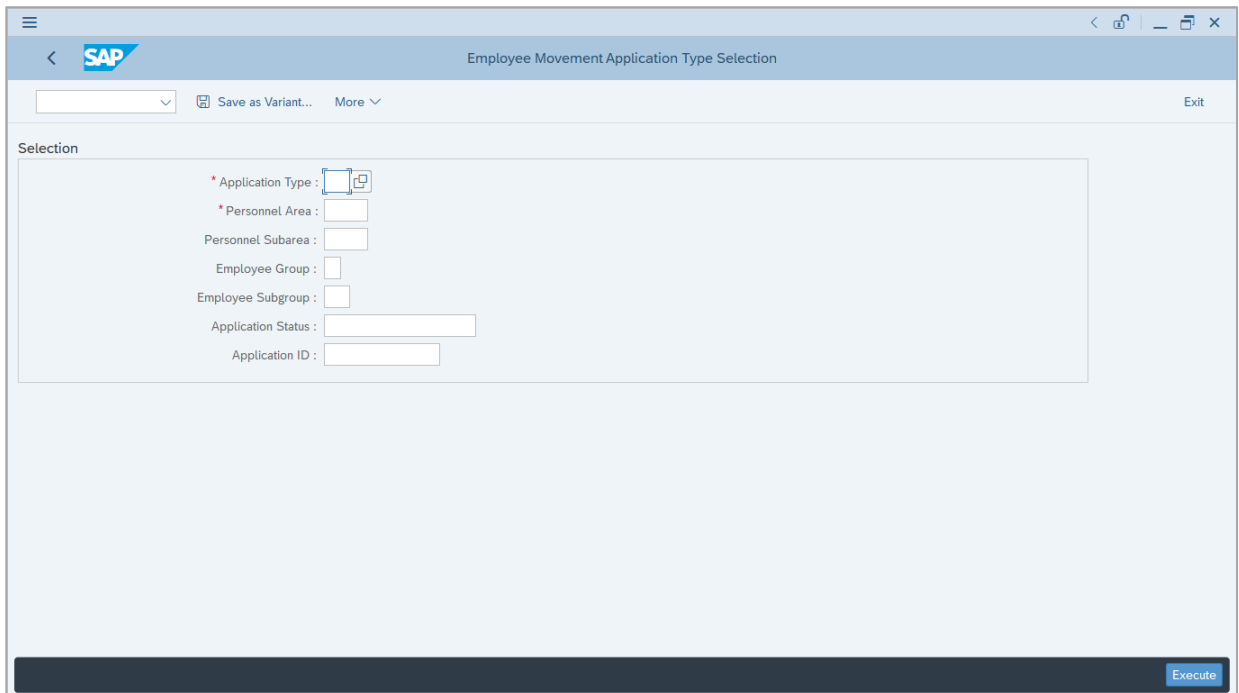 SAP
Employee Movement Application Type Selection
Save as Variant... More Exit
Selection
* Application Type :
* Personnel Area :
Personnel Subarea :
Employee Group :
Employee Subgroup :
Application Status :
Application ID :
Execute